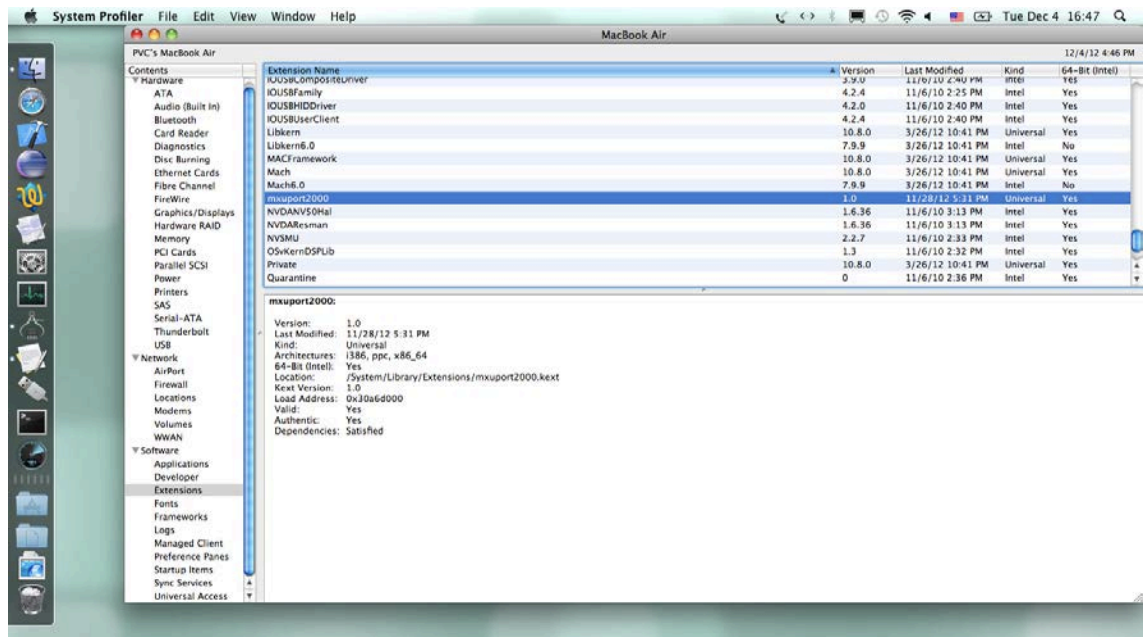 System Profiler File Edit View Window Help Tue Dec 4 16:47
MacBook Air
PVC's MacBook Air 12/4/12 4:46 PM
Contents
Hardware
ATA
Audio (Built In)
Bluetooth
Card Reader
Diagnostics
Disc Burning
Ethernet Cards
Fibre Channel
FireWire
Graphics/Displays
Hardware RAID
Memory
PCI Cards
Parallel SCSI
Power
Printers
SAS
Serial-ATA
Thunderbolt
USB
Network
AirPort
Firewall
Locations
Modems
Volumes
WWAN
Software
Applications
Developer
Extensions
Fonts
Frameworks
Logs
Managed Client
Preference Panes
Startup Items
Sync Services
Universal Access
Extension Name Version Last Modified Kind 64-Bit (Intel)
IOUSBCompositeDriver 3.9.0 11/6/10 2:40 PM Intel Yes
IOUSBFamily 4.2.4 11/6/10 2:25 PM Intel Yes
IOUSBHIDDriver 4.2.0 11/6/10 2:40 PM Intel Yes
IOUSBUserClient 4.2.4 11/6/10 2:40 PM Intel Yes
Libkern 10.8.0 3/26/12 10:41 PM Universal Yes
Libkern6.0 7.9.9 3/26/12 10:41 PM Intel No
MACFramework 10.8.0 3/26/12 10:41 PM Universal Yes
Mach 10.8.0 3/26/12 10:41 PM Universal Yes
Mach6.0 7.9.9 3/26/12 10:41 PM Intel No
mxuport2000 1.0 11/28/12 5:31 PM Universal Yes
NVDANV50Hal 1.6.36 11/6/10 3:13 PM Intel Yes
NVDAResman 1.6.36 11/6/10 3:13 PM Intel Yes
NVSMU 2.2.7 11/6/10 2:33 PM Intel Yes
OSvKernDSPLib 1.3 11/6/10 2:32 PM Intel Yes
Private 10.8.0 3/26/12 10:41 PM Universal Yes
Quarantine 0 11/6/10 2:36 PM Intel Yes
mxuport2000:
Version: 1.0
Last Modified: 11/28/12 5:31 PM
Kind: Universal
Architectures: i386, ppc, x86_64
64-Bit (Intel): Yes
Location: /System/Library/Extensions/mxuport2000.kext
Kext Version: 1.0
Load Address: 0x30a6d000
Valid: Yes
Authentic: Yes
Dependencies: Satisfied